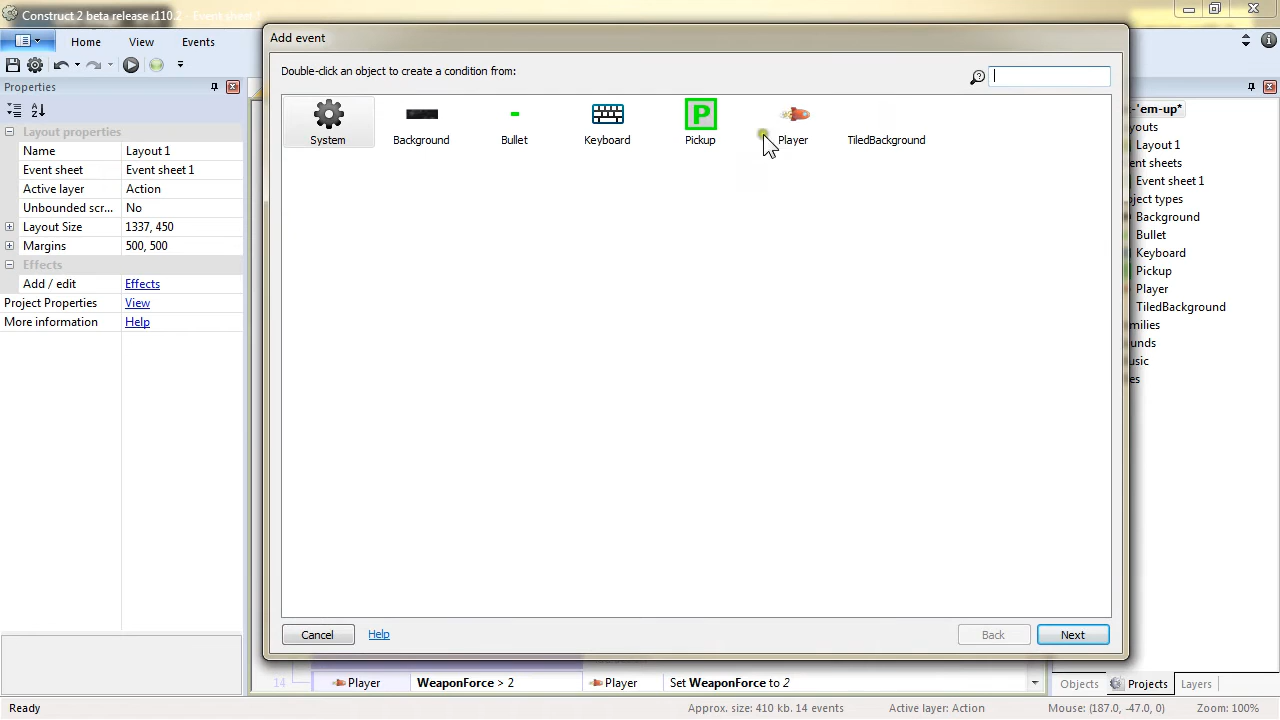 Construct 2 beta release r110.2 - Event sheet 1
Home View Events
Properties
Layout properties
Name Layout 1
Event sheet Event sheet 1
Active layer Action
Unbounded scr... No
Layout Size 1337, 450
Margins 500, 500
Effects
Add / edit Effects
Project Properties View
More information Help
Add event
Double-click an object to create a condition from:
System Background Bullet Keyboard P Pickup Player TiledBackground
Cancel Help Back Next
14 Player WeaponForce > 2 Player Set WeaponForce to 2
-'em-up*
youts
Layout 1
ent sheets
Event sheet 1
ject types
Background
Bullet
Keyboard
Pickup
Player
TiledBackground
milies
unds
usic
es
Objects Projects Layers
Ready Approx. size: 410 kb. 14 events Active layer: Action Mouse: (187.0, -47.0, 0) Zoom: 100%